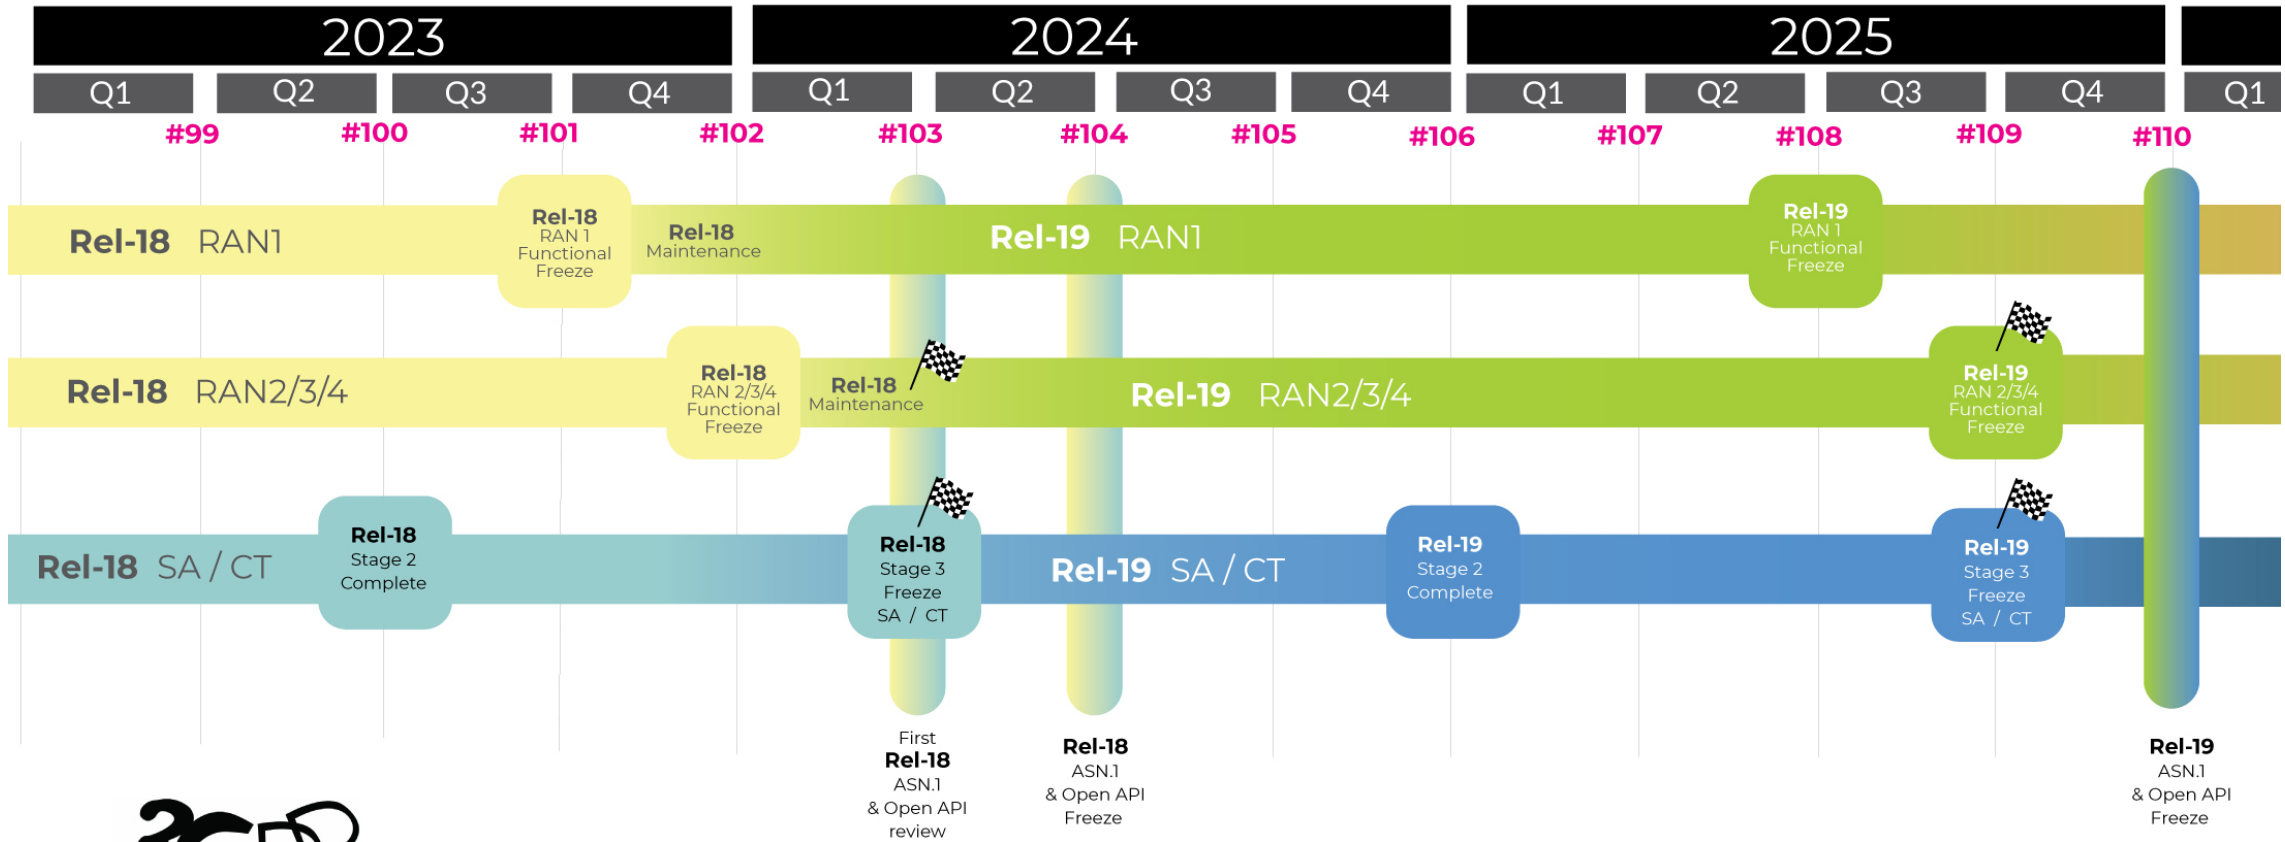 2023 2024 2025
Q1 Q2 Q3 Q4 Q1 Q2 Q3 Q4 Q1 Q2 Q3 Q4 Q1
#99 #100 #101 #102 #103 #104 #105 #106 #107 #108 #109 #110
Rel-18 RAN1
Rel-18
RAN 1
Functional
Freeze
Rel-18
Maintenance
Rel-19 RAN1
Rel-19
RAN 1
Functional
Freeze
Rel-18 RAN2/3/4
Rel-18
RAN 2/3/4
Functional
Freeze
Rel-18
Maintenance
Rel-19 RAN2/3/4
Rel-19
RAN 2/3/4
Functional
Freeze
Rel-18 SA / CT
Rel-18
Stage 2
Complete
Rel-18
Stage 3
Freeze
SA / CT
Rel-19 SA / CT
Rel-19
Stage 2
Complete
Rel-19
Stage 3
Freeze
SA / CT
First
Rel-18
ASN.1
& Open API
review
Rel-18
ASN.1
& Open API
Freeze
Rel-19
ASN.1
& Open API
Freeze